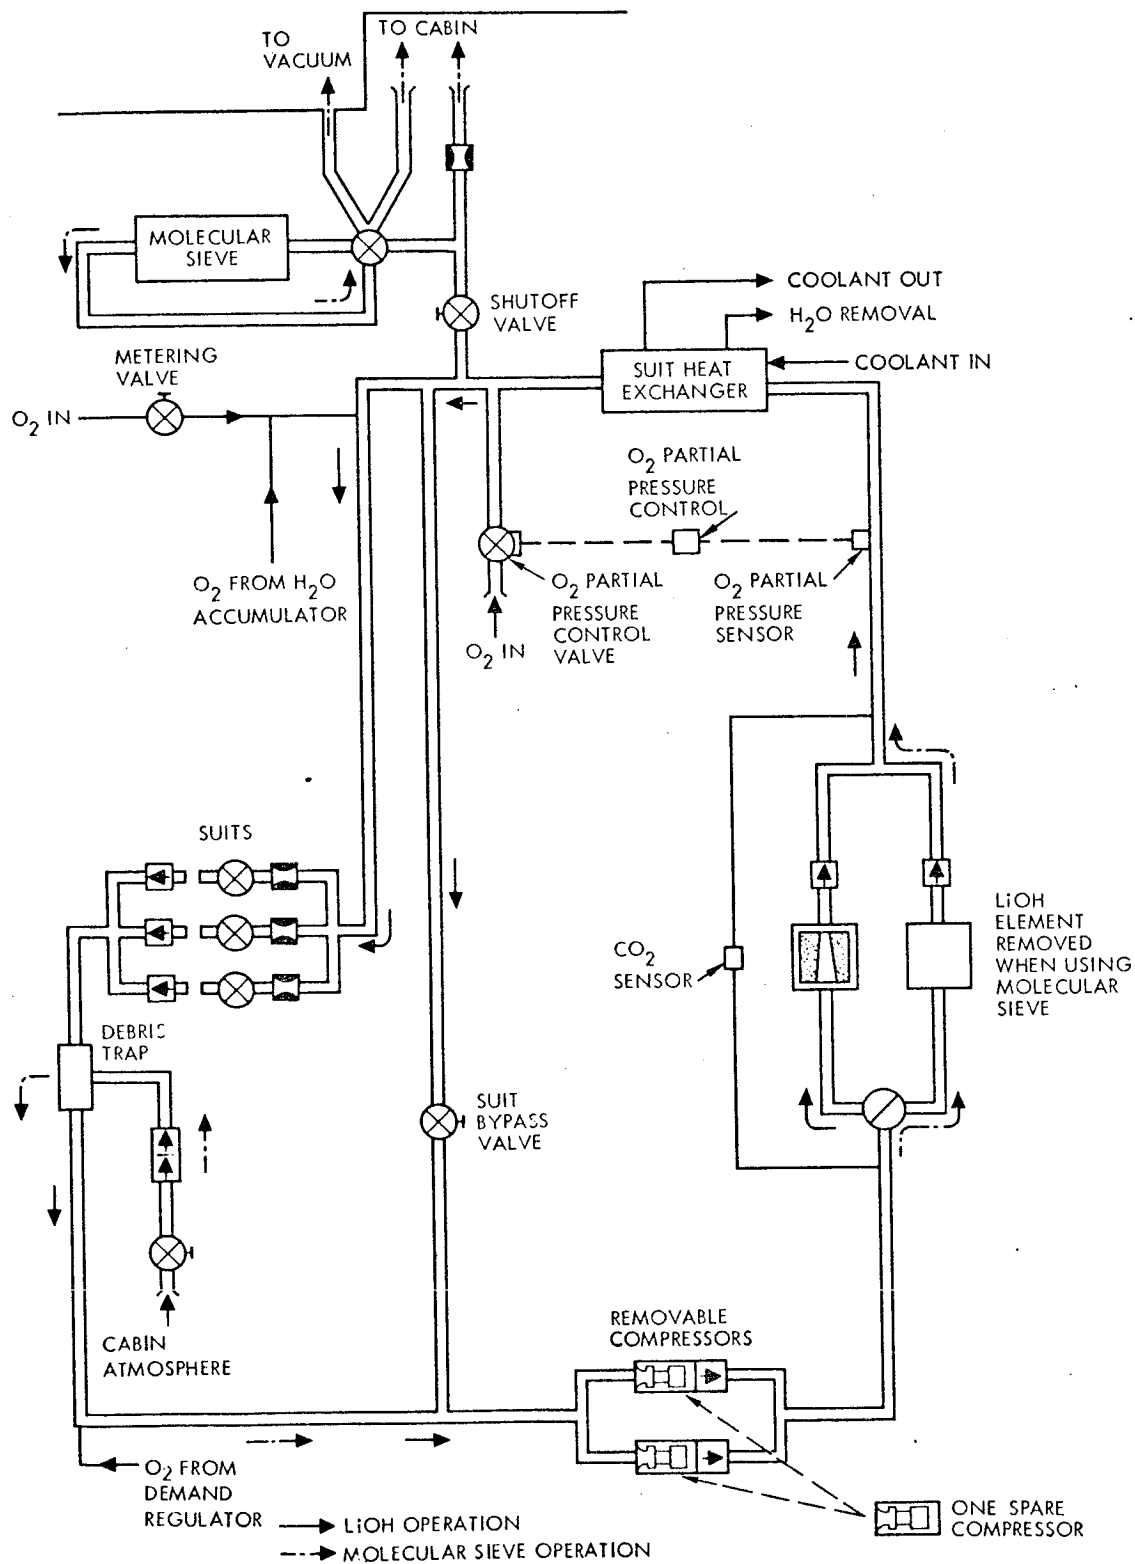 TO CABIN
TO
VACUUM
MOLECULAR
SIEVE
SHUTOFF
VALVE
COOLANT OUT
H2O REMOVAL
COOLANT IN
SUIT HEAT
EXCHANGER
METERING
VALVE
O2 IN
O2 PARTIAL
PRESSURE
CONTROL
O2 FROM H2O
ACCUMULATOR
O2 PARTIAL
PRESSURE
CONTROL
VALVE
O2 PARTIAL
PRESSURE
SENSOR
O2 IN
SUITS
LiOH
ELEMENT
REMOVED
WHEN USING
MOLECULAR
SIEVE
CO2
SENSOR
DEBRIS
TRAP
SUIT
BYPASS
VALVE
CABIN
ATMOSPHERE
REMOVABLE
COMPRESSORS
O2 FROM
DEMAND
REGULATOR
ONE SPARE
COMPRESSOR
LiOH OPERATION
MOLECULAR SIEVE OPERATION